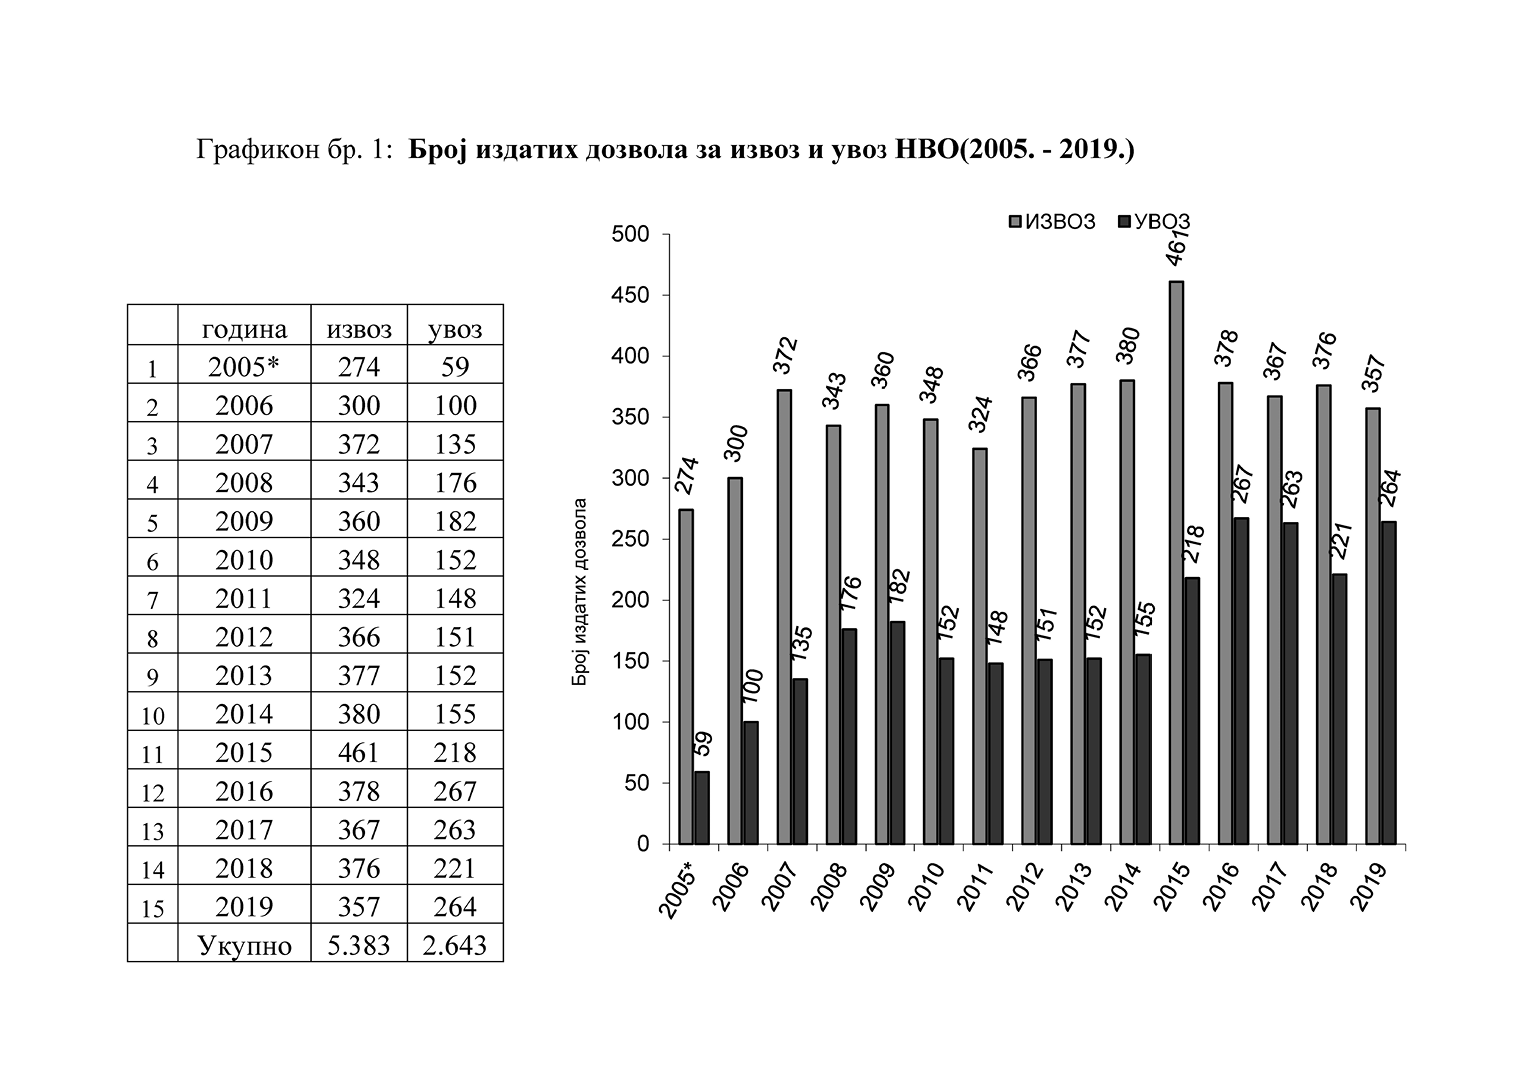 Графикон бр. 1: Број издатих дозвола за извоз и увоз НВО(2005. - 2019.)
година извоз увоз
1 2005* 274 59
2 2006 300 100
3 2007 372 135
4 2008 343 176
5 2009 360 182
6 2010 348 152
7 2011 324 148
8 2012 366 151
9 2013 377 152
10 2014 380 155
11 2015 461 218
12 2016 378 267
13 2017 367 263
14 2018 376 221
15 2019 357 264
Укупно 5.383 2.643
ИЗВОЗ УВОЗ
Број издатих дозвола
500
450
400
350
300
250
200
150
100
50
0
274 59 300 100 372 135 343 176 360 182 348 152 324 148 366 151 377 152 380 155 461 218 378 267 367 263 376 221 357 264
2005* 2006 2007 2008 2009 2010 2011 2012 2013 2014 2015 2016 2017 2018 2019